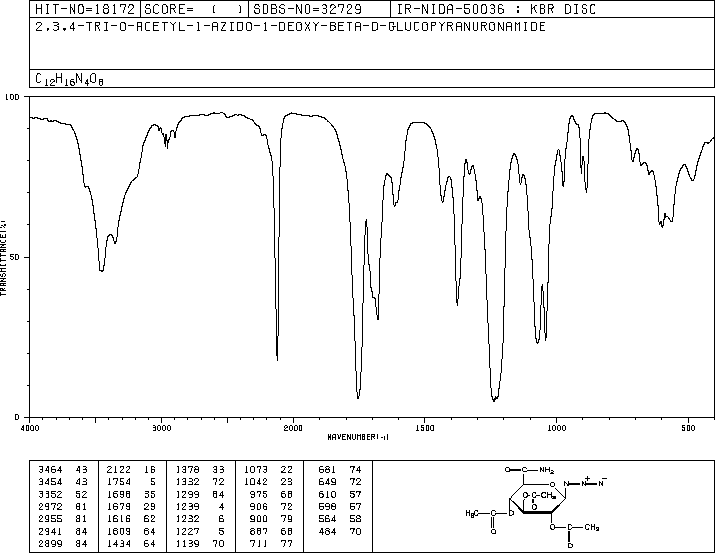 HIT-NO=18172 SCORE= ( ) SDBS-NO=32729 IR-NIDA-50036 : KBR DISC
2,3,4-TRI-O-ACETYL-1-AZIDO-1-DEOXY-BETA-D-GLUCOPYRANURONAMIDE
C12H16N4O8
100
50
0
TRANSMITTANCE(%)
4000 3000 2000 1500 1000 500
WAVENUMBER(-1)
3464 43 2122 16 1378 33 1073 22 681 74
3454 43 1754 5 1332 72 1042 23 649 72
3352 52 1698 35 1299 64 975 68 610 57
2972 81 1679 29 1239 4 906 72 598 57
2955 81 1616 62 1232 6 900 79 564 58
2941 84 1609 64 1227 5 887 68 484 70
2899 84 1434 64 1139 70 711 77
O C NH2
O N N + N -
O C CH3
O
H3C C O
O
O C CH3
O